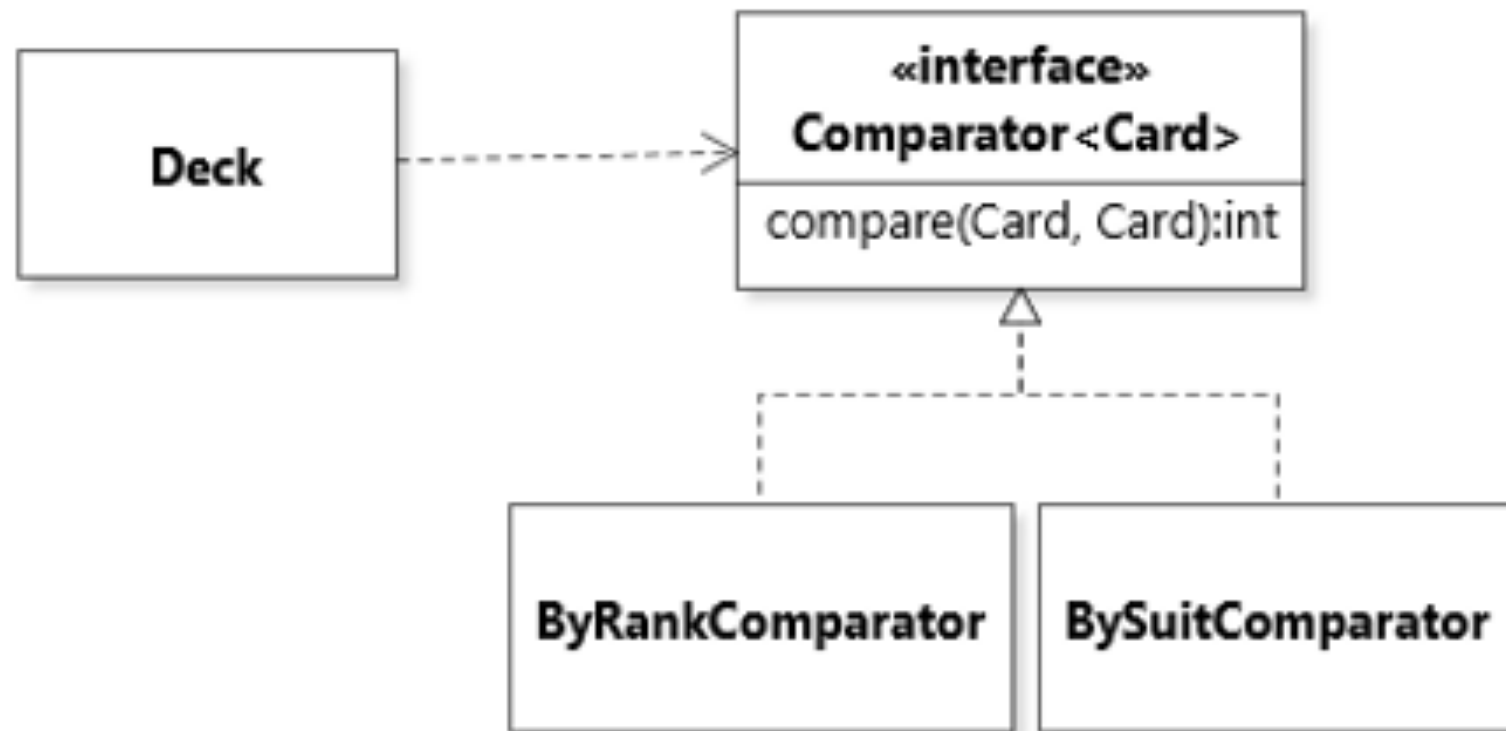 Deck
«interface»
Comparator<Card>
compare(Card, Card):int
ByRankComparator
BySuitComparator